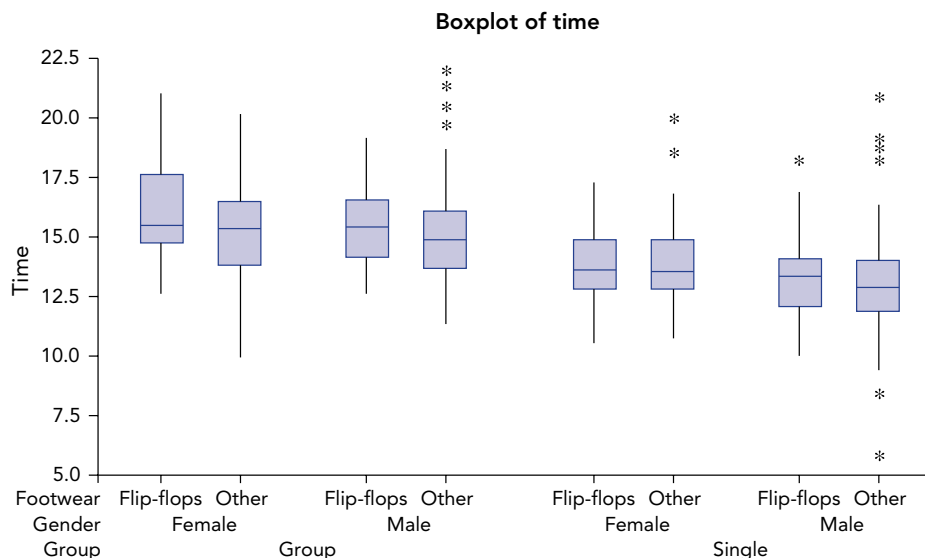 Boxplot of time
22.5
20.0
17.5
15.0
12.5
10.0
7.5
5.0
Time
Footwear Flip-flops Other Flip-flops Other Flip-flops Other Flip-flops Other
Gender Female Male Female Male
Group Group Single